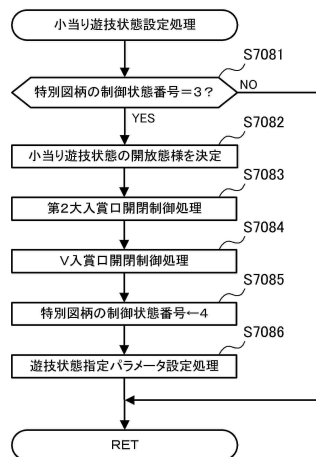 小当り遊技状態設定処理
S7081
特別図柄の制御状態番号=3?
NO
YES
S7082
小当り遊技状態の開放態様を決定
S7083
第2大入賞口開閉制御処理
S7084
V入賞口開閉制御処理
S7085
特別図柄の制御状態番号←4
S7086
遊技状態指定パラメータ設定処理
RET